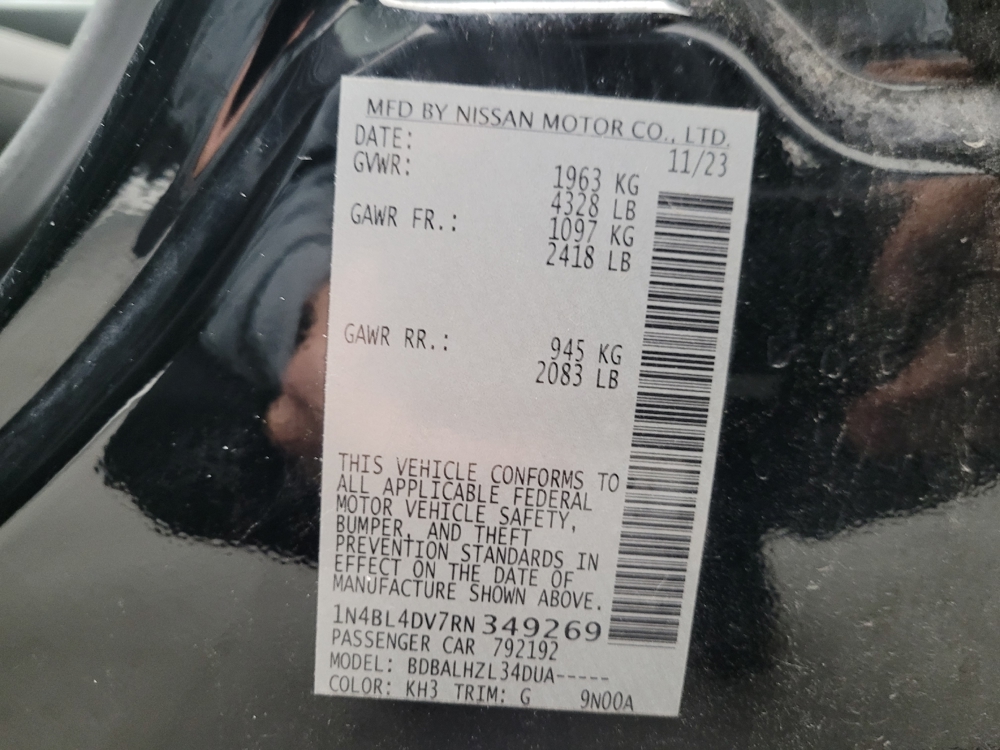 MFD BY NISSAN MOTOR CO., LTD.
DATE: 11/23
GVWR: 1963 KG
4328 LB
GAWR FR.: 1097 KG
2418 LB
GAWR RR.: 945 KG
2083 LB
THIS VEHICLE CONFORMS TO
ALL APPLICABLE FEDERAL
MOTOR VEHICLE SAFETY,
BUMPER, AND THEFT
PREVENTION STANDARDS IN
EFFECT ON THE DATE OF
MANUFACTURE SHOWN ABOVE.
1N4BL4DV7RN 349269
PASSENGER CAR 792192
MODEL: BDBALHZL34DUA-----
COLOR: KH3 TRIM: G 9N00A